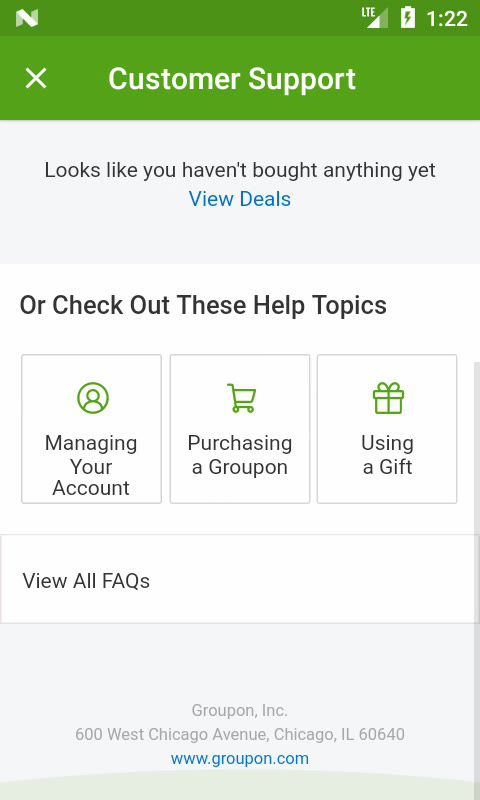 LTE 1:22
Customer Support
Looks like you haven't bought anything yet
View Deals
Or Check Out These Help Topics
Managing
Your
Account
Purchasing
a Groupon
Using
a Gift
View All FAQs
Groupon, Inc.
600 West Chicago Avenue, Chicago, IL 60640
www.groupon.com